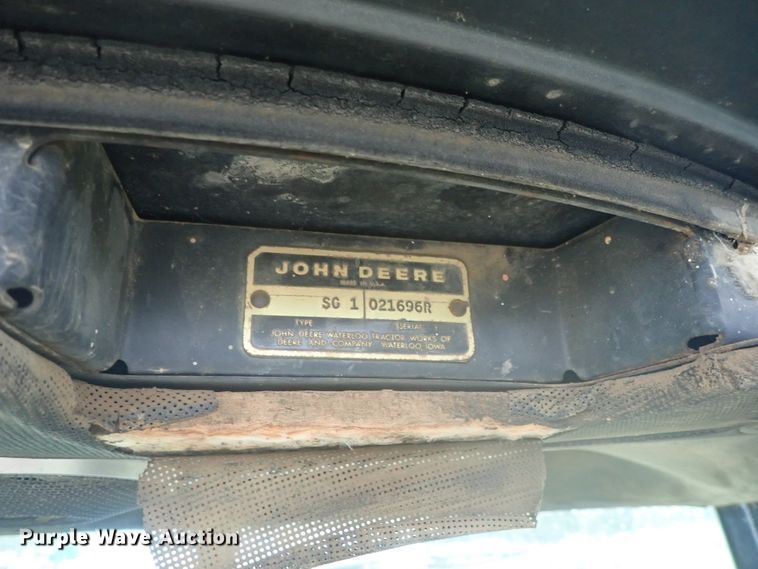 JOHN DEERE
MADE IN U.S.A.
SG 1 021696R
TYPE SERIAL
JOHN DEERE WATERLOO TRACTOR WORKS OF
DEERE AND COMPANY WATERLOO, IOWA
Purple Wave Auction®